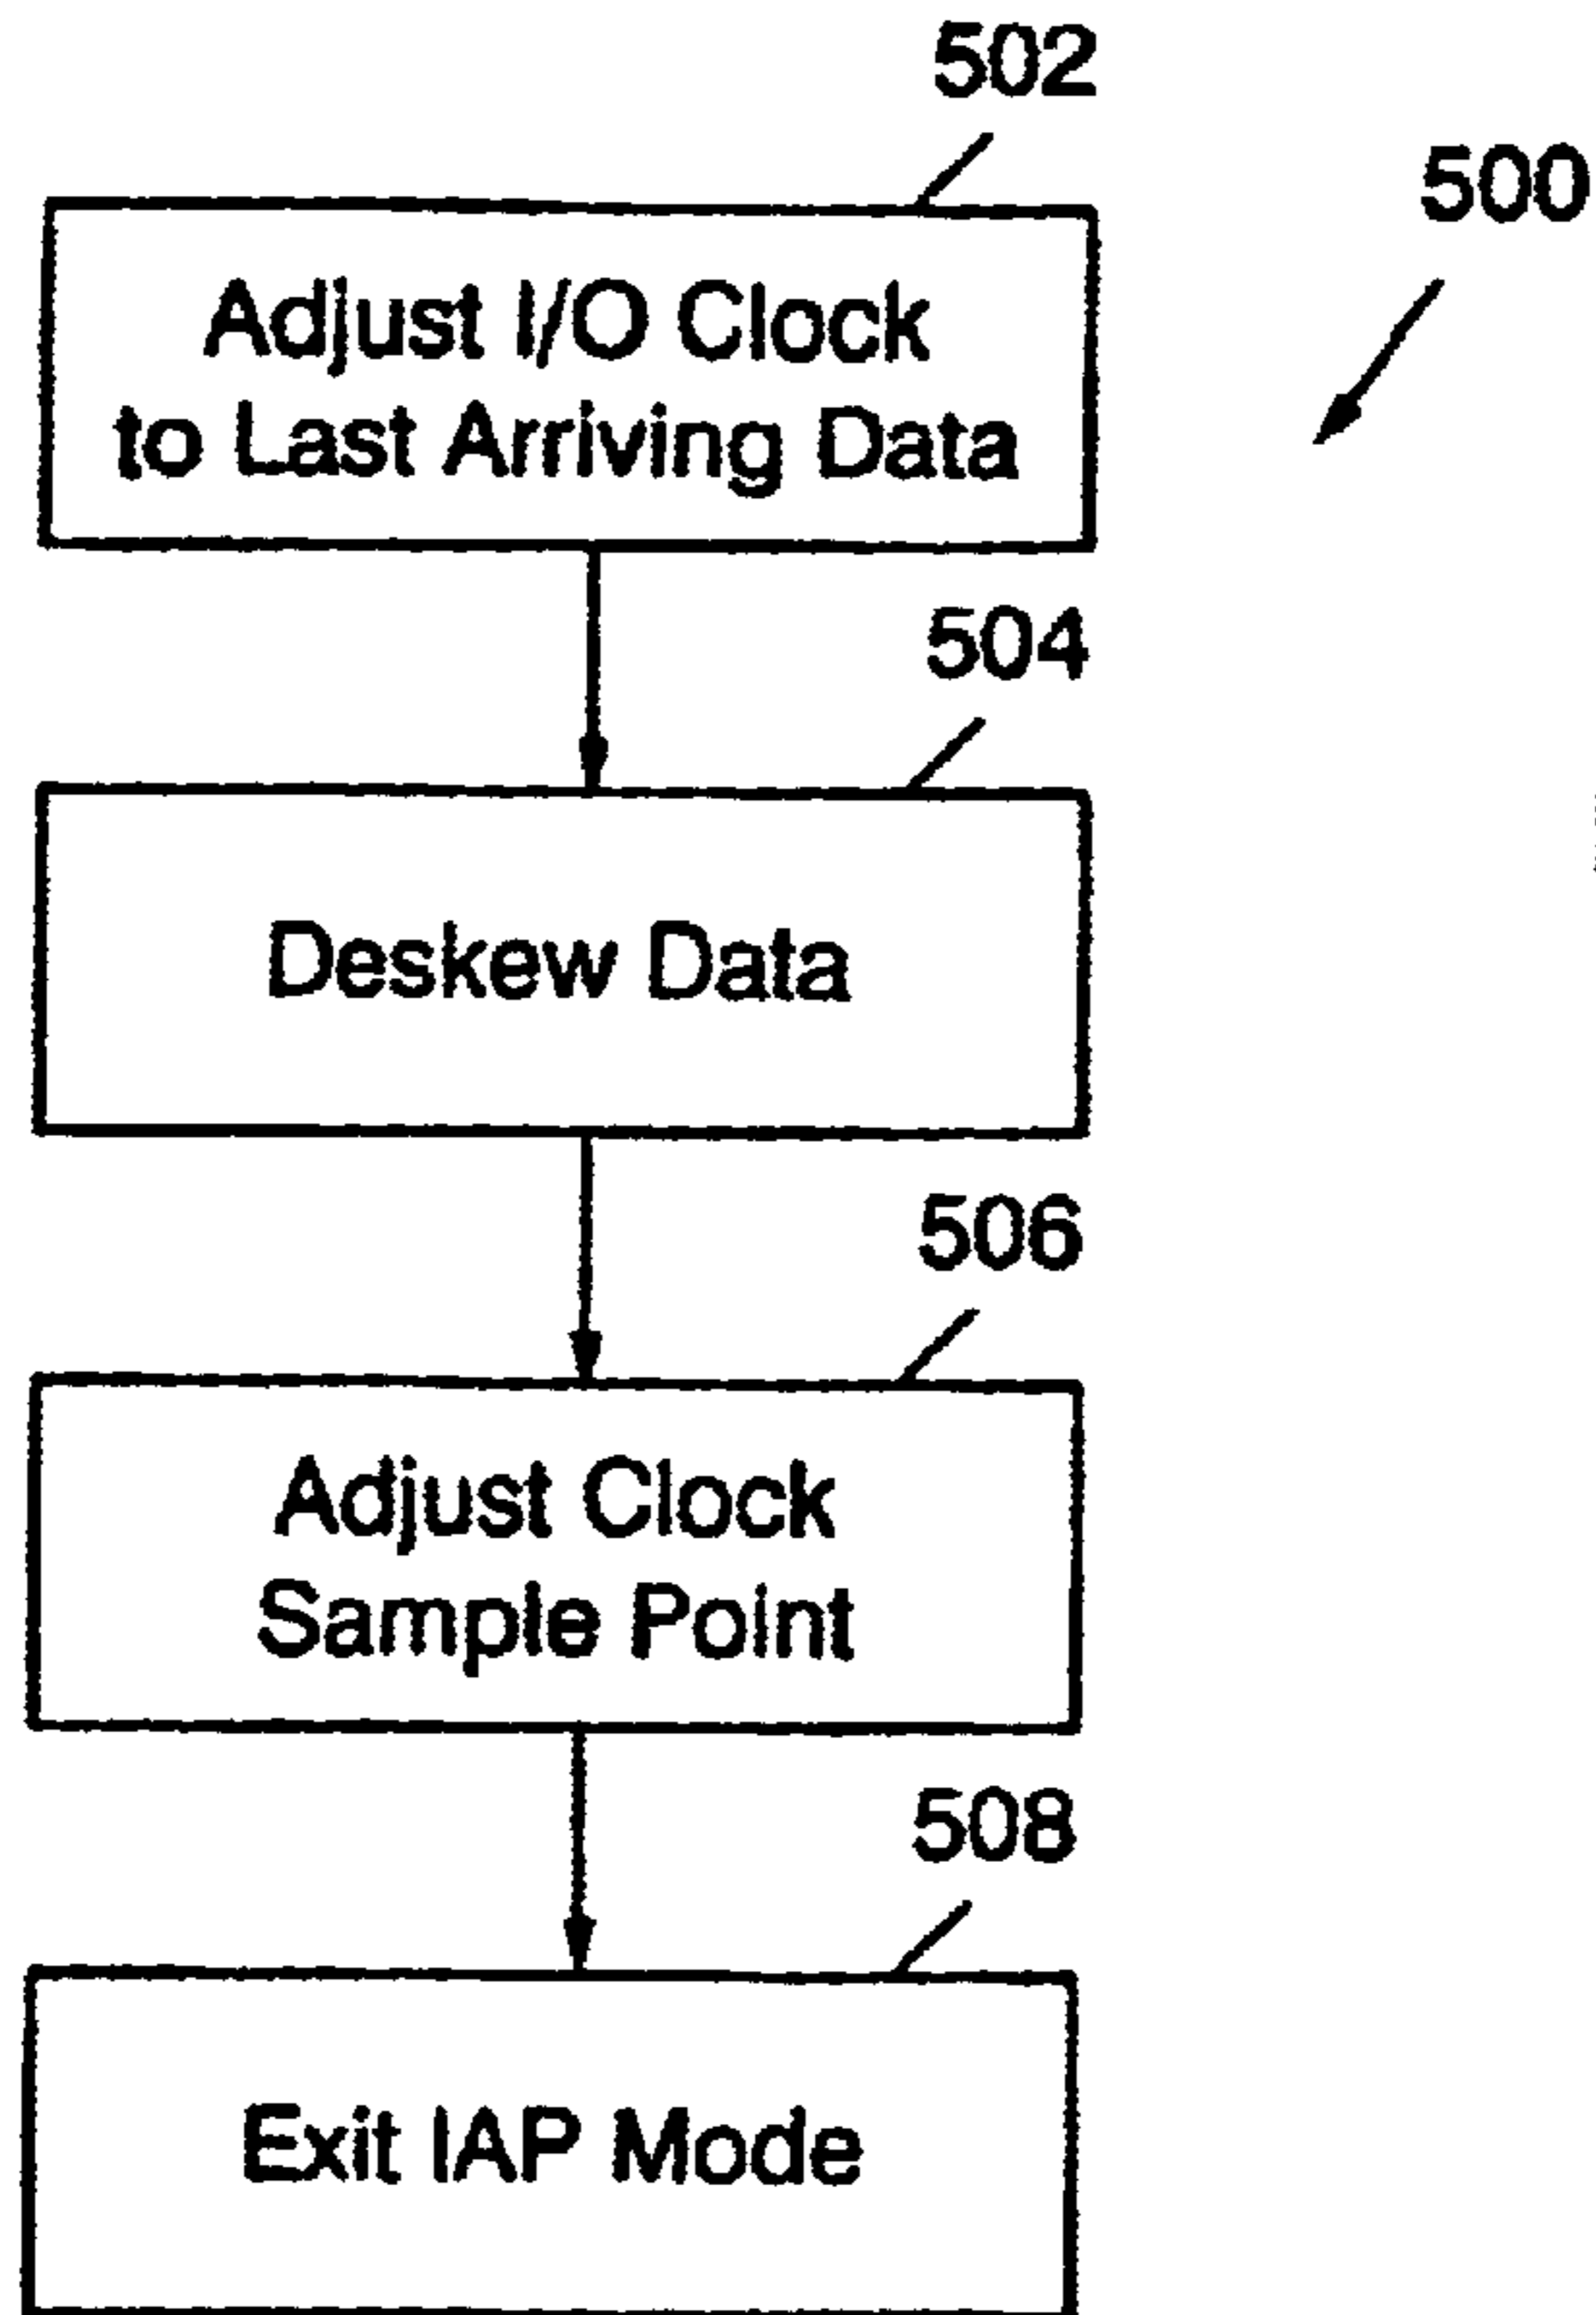 502
500
Adjust I/O Clock
to Last Arriving Data
504
Deskew Data
506
Adjust Clock
Sample Point
508
Exit IAP Mode